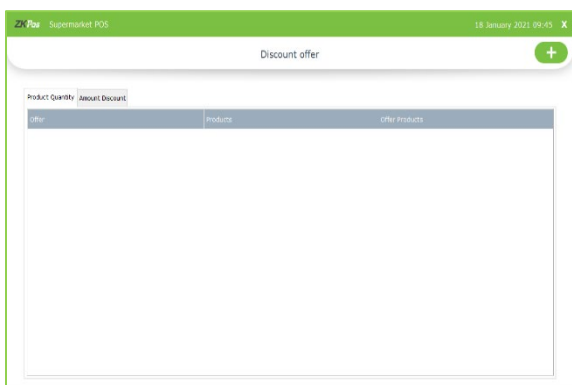 ZKPos Supermarket POS 18 January 2021 09:45 X
Discount offer +
Product Quantity Amount Discount
Offer Products Offer Products